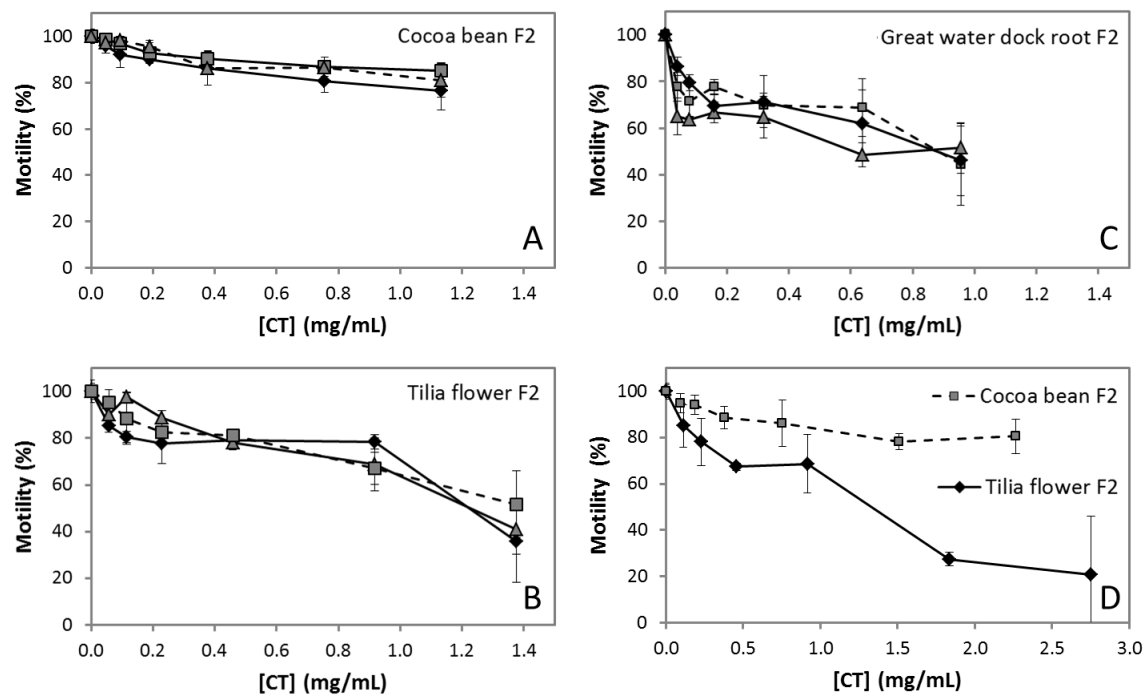 Motility (%)
100
80
60
40
20
0
Cocoa bean F2
A
0.0 0.2 0.4 0.6 0.8 1.0 1.2 1.4
[CT] (mg/mL)
Motility (%)
100
80
60
40
20
0
Great water dock root F2
C
0.0 0.2 0.4 0.6 0.8 1.0 1.2 1.4
[CT] (mg/mL)
Motility (%)
100
80
60
40
20
0
Tilia flower F2
B
0.0 0.2 0.4 0.6 0.8 1.0 1.2 1.4
[CT] (mg/mL)
Motility (%)
100
80
60
40
20
0
Cocoa bean F2
Tilia flower F2
D
0.0 0.5 1.0 1.5 2.0 2.5 3.0
[CT] (mg/mL)